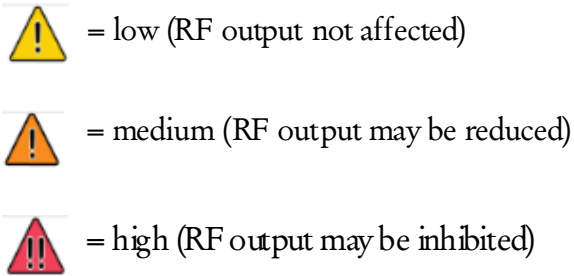 ! = low (RF output not affected)
! = medium (RF output may be reduced)
!! = high (RF output may be inhibited)